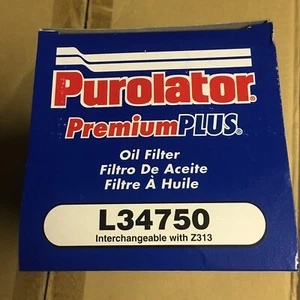 Purolator®
PremiumPLUS®
Oil Filter
Filtro De Aceite
Filtre À Huile
L34750
Interchangeable with Z313